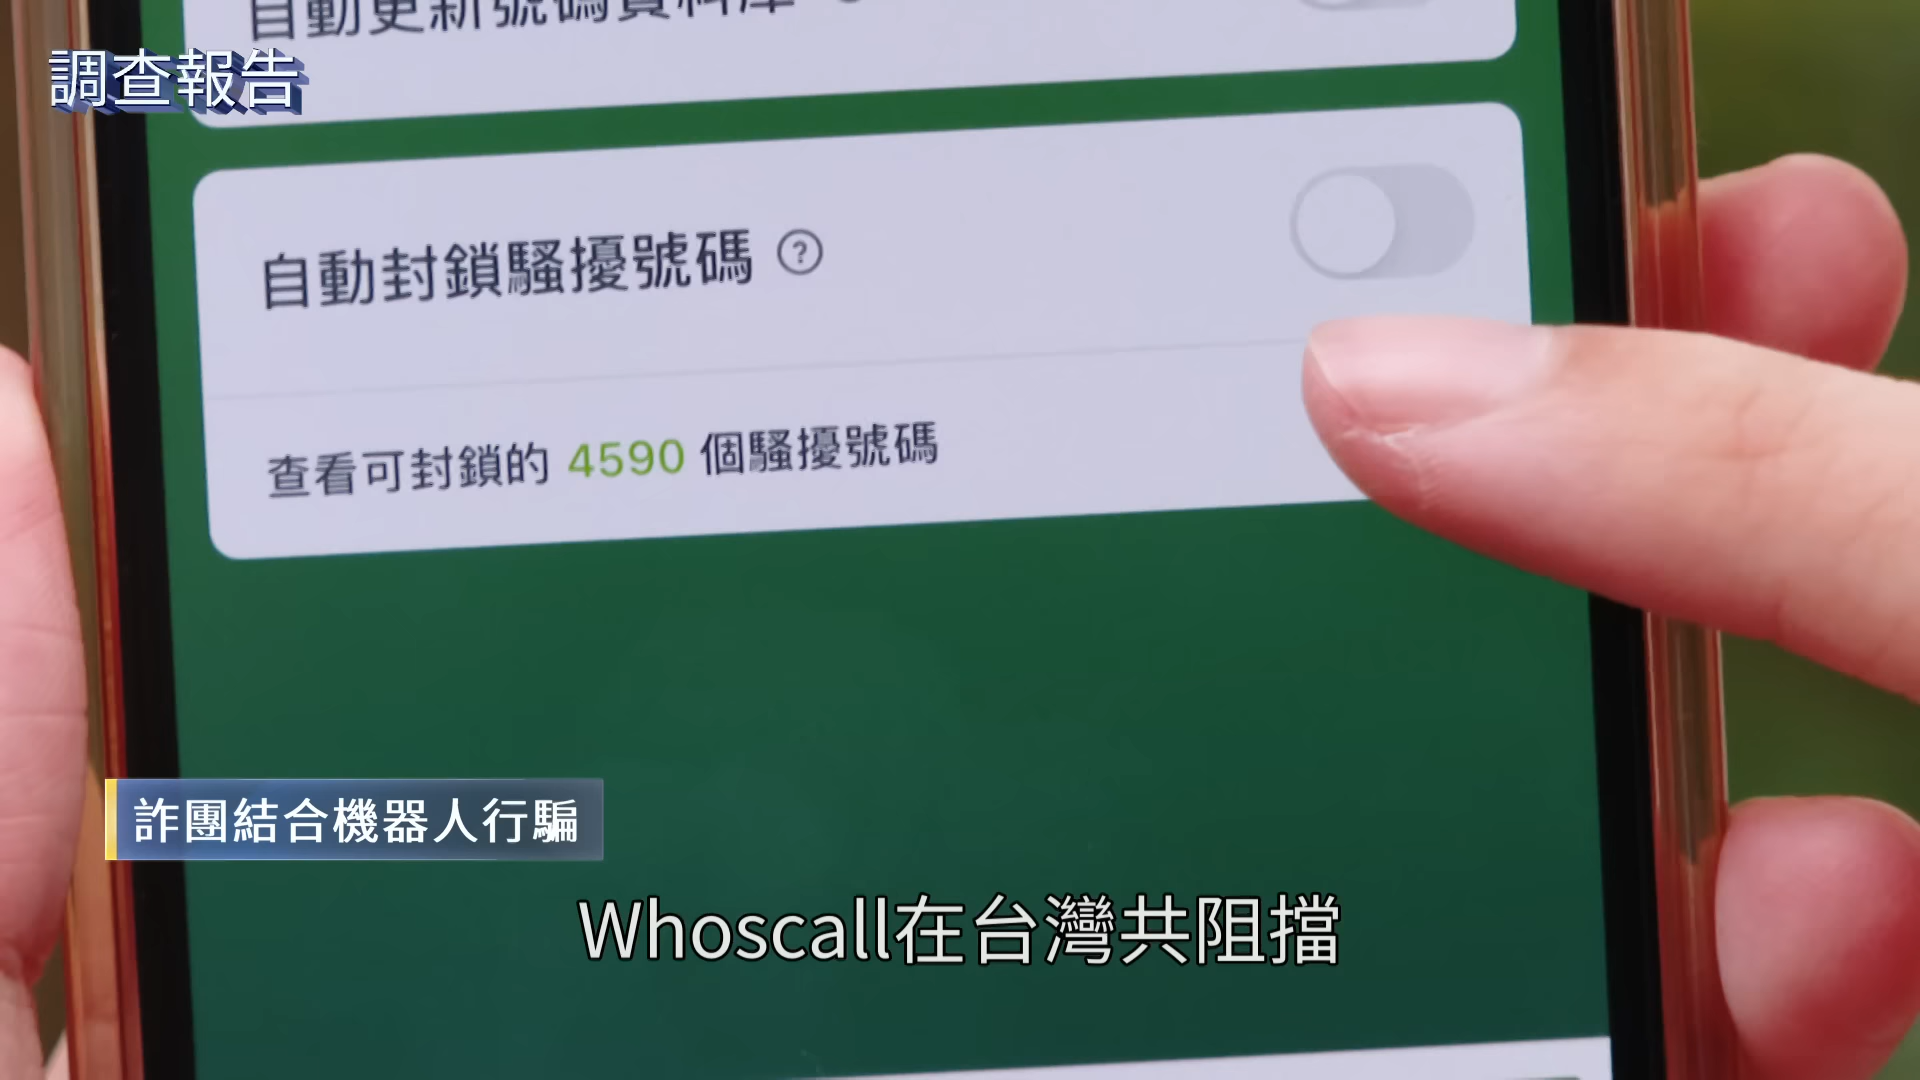 自動更新號碼資料庫
調查報告
自動封鎖騷擾號碼 ?
查看可封鎖的 4590 個騷擾號碼
詐團結合機器人行騙
Whoscall在台灣共阻擋